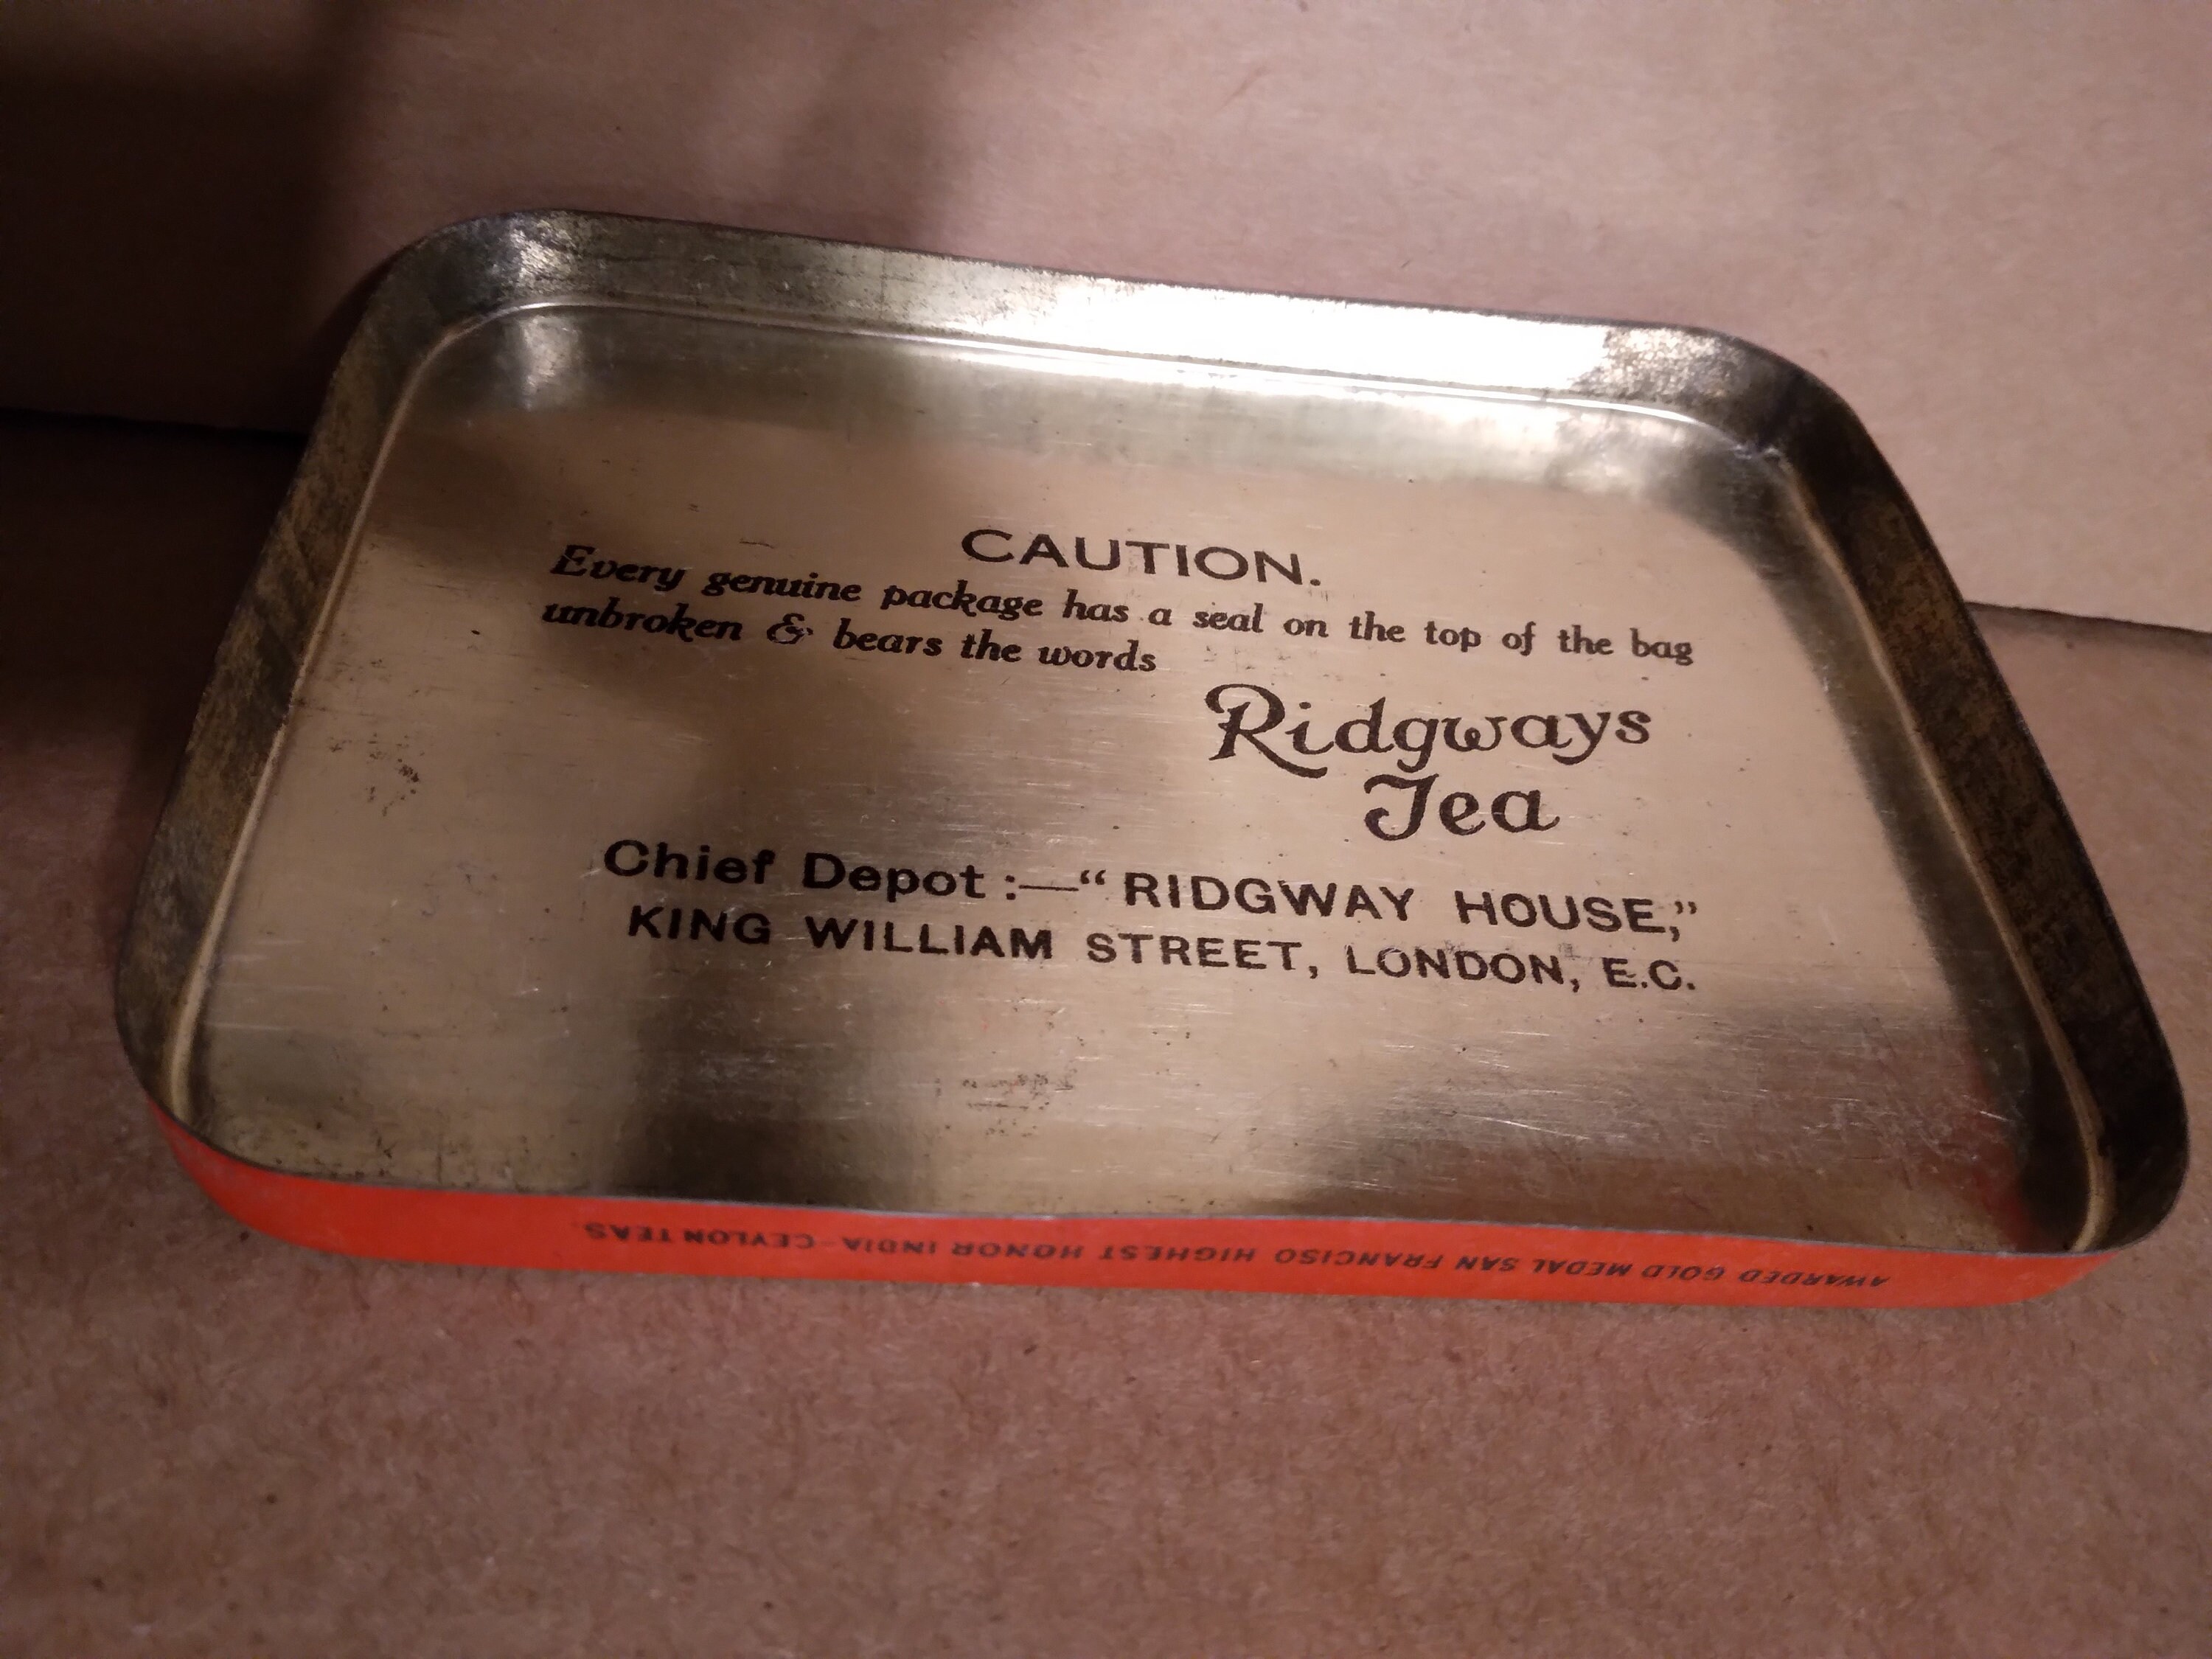 CAUTION.
Every genuine package has a seal on the top of the bag
unbroken & bears the words
Ridgways
Tea
Chief Depot :—“RIDGWAY HOUSE,”
KING WILLIAM STREET, LONDON, E.C.
AWARDED GOLD MEDAL SAN FRANCISO HIGHEST HONOR INDIA-CEYLON TEAS.